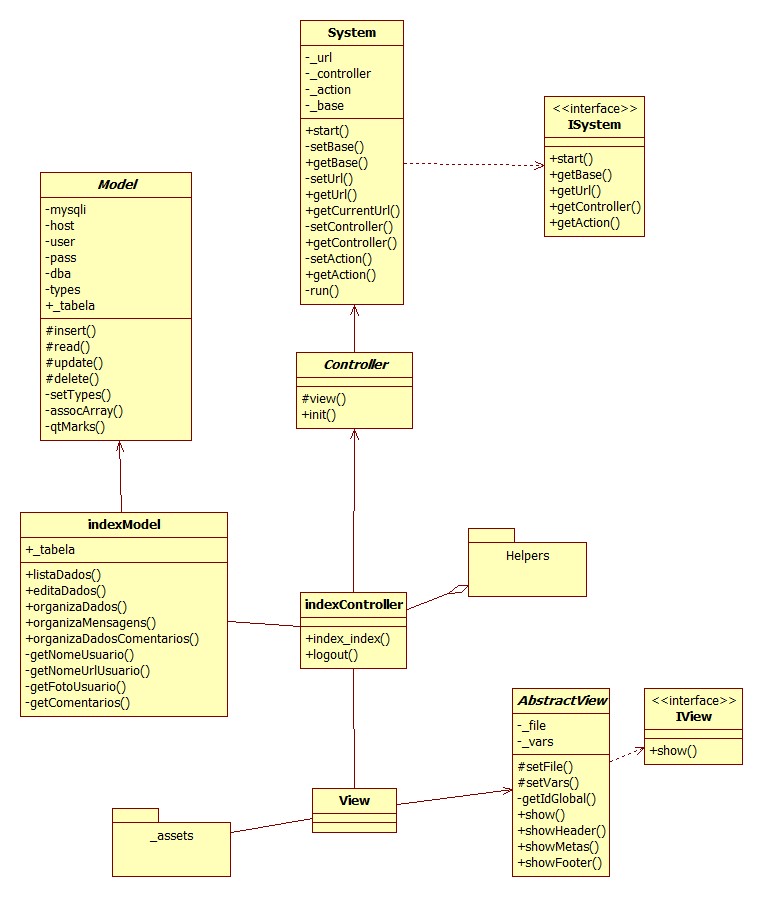 System
-_url
-_controller
-_action
-_base
+start()
-setBase()
+getBase()
-setUrl()
+getUrl()
+getCurrentUrl()
-setController()
+getController()
-setAction()
+getAction()
-run()
<<interface>>
ISystem
+start()
+getBase()
+getUrl()
+getController()
+getAction()
Model
-mysqli
-host
-user
-pass
-dba
-types
+_tabela
#insert()
#read()
#update()
#delete()
-setTypes()
-assocArray()
-qtMarks()
Controller
#view()
+init()
indexModel
+_tabela
+listaDados()
+editaDados()
+organizaDados()
+organizaMensagens()
+organizaDadosComentarios()
-getNomeUsuario()
-getNomeUrlUsuario()
-getFotoUsuario()
-getComentarios()
Helpers
indexController
+index_index()
+logout()
AbstractView
-_file
-_vars
#setFile()
#setVars()
-getIdGlobal()
+show()
+showHeader()
+showMetas()
+showFooter()
<<interface>>
IView
+show()
View
_assets